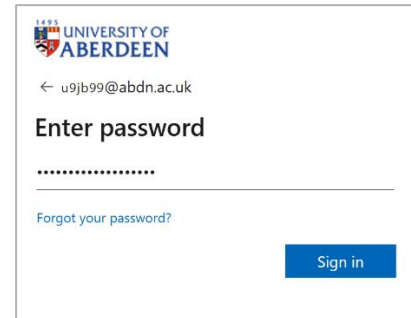 1495
UNIVERSITY OF
ABERDEEN
← u9jb99@abdn.ac.uk
Enter password
•••••••••••••••••••
Forgot your password?
Sign in